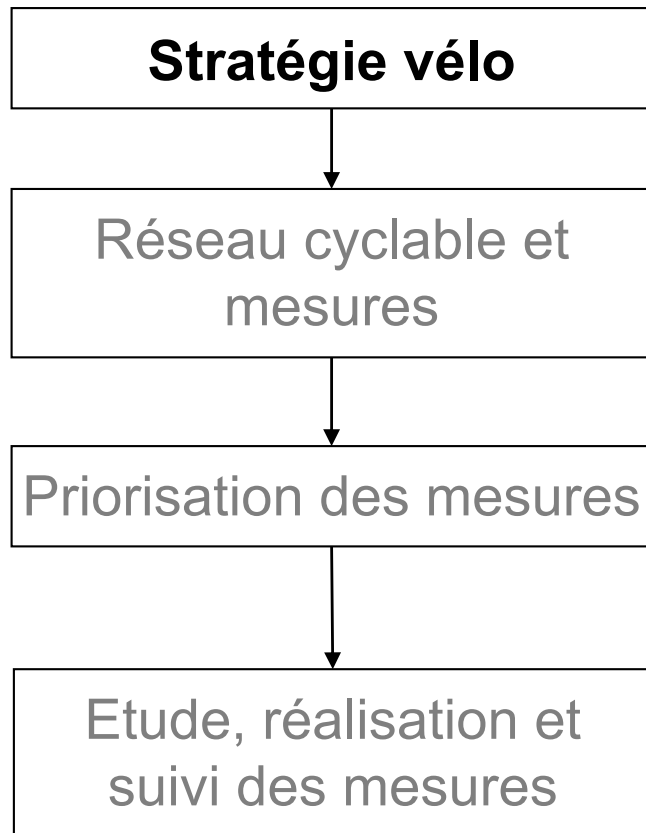 Stratégie vélo
Réseau cyclable et
mesures
Priorisation des mesures
Etude, réalisation et
suivi des mesures